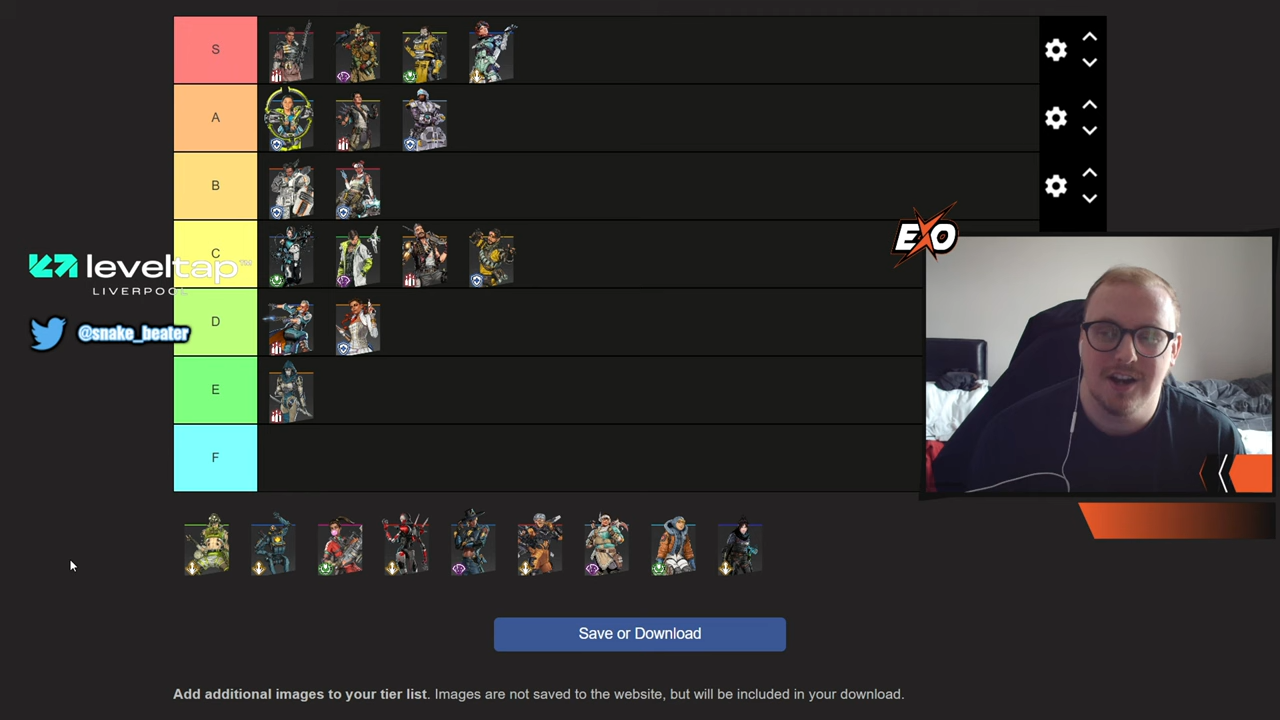 S
A
B
C
D
E
F
EXO
leveltap™
LIVERPOOL
@snake_beater
Save or Download
Add additional images to your tier list. Images are not saved to the website, but will be included in your download.